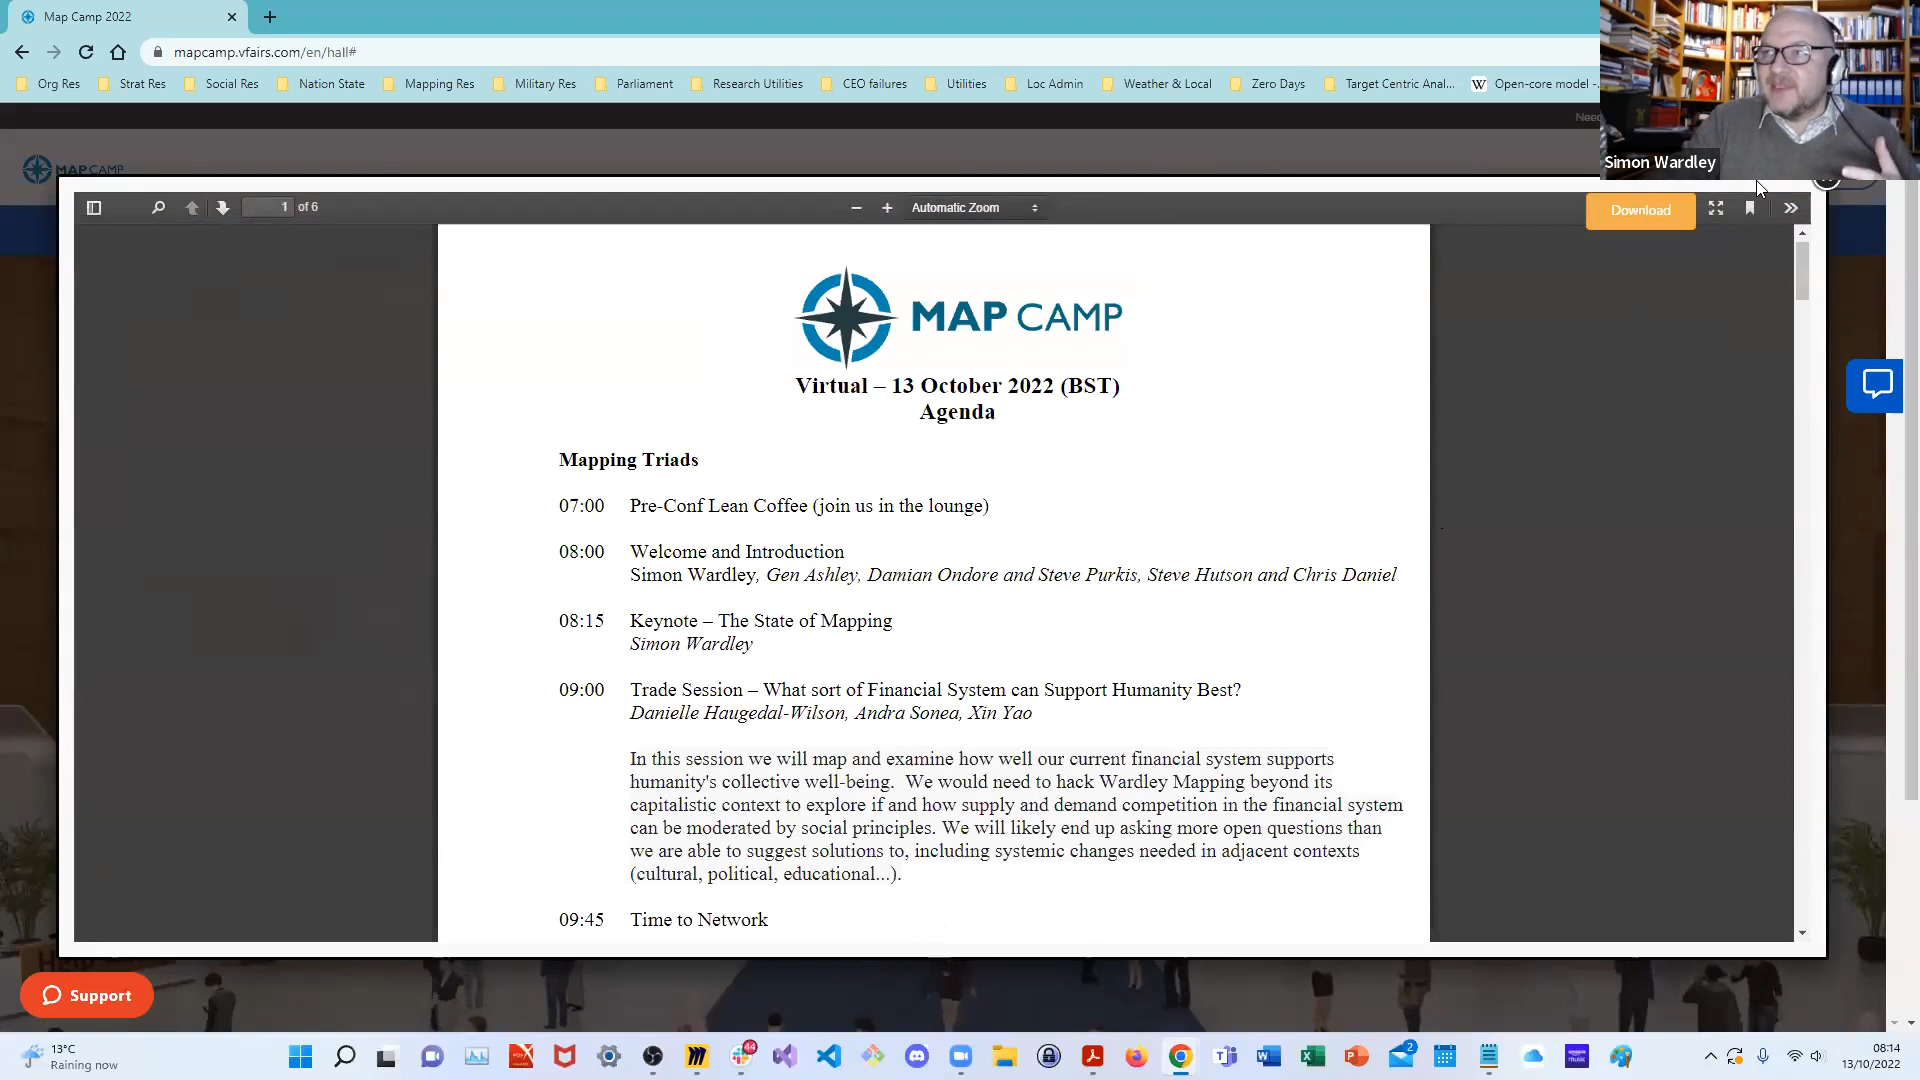 Map Camp 2022
mapcamp.vfairs.com/en/hall#
Org Res
Strat Res
Social Res
Nation State
Mapping Res
Military Res
Parliament
Research Utilities
CEO failures
Utilities
Loc Admin
Weather & Local
Zero Days
Target Centric Anal...
W
Open-core model -
Need
Simon Wardley
MAP CAMP
1 of 6
Automatic Zoom
Download
MAP CAMP
Virtual – 13 October 2022 (BST)
Agenda
Mapping Triads
07:00 Pre-Conf Lean Coffee (join us in the lounge)
08:00 Welcome and Introduction
Simon Wardley, Gen Ashley, Damian Ondore and Steve Purkis, Steve Hutson and Chris Daniel
08:15 Keynote – The State of Mapping
Simon Wardley
09:00 Trade Session – What sort of Financial System can Support Humanity Best?
Danielle Haugedal-Wilson, Andra Sonea, Xin Yao
In this session we will map and examine how well our current financial system supports
humanity's collective well-being. We would need to hack Wardley Mapping beyond its
capitalistic context to explore if and how supply and demand competition in the financial system
can be moderated by social principles. We will likely end up asking more open questions than
we are able to suggest solutions to, including systemic changes needed in adjacent contexts
(cultural, political, educational...).
09:45 Time to Network
Support
13°C
Raining now
44
2
08:14
13/10/2022